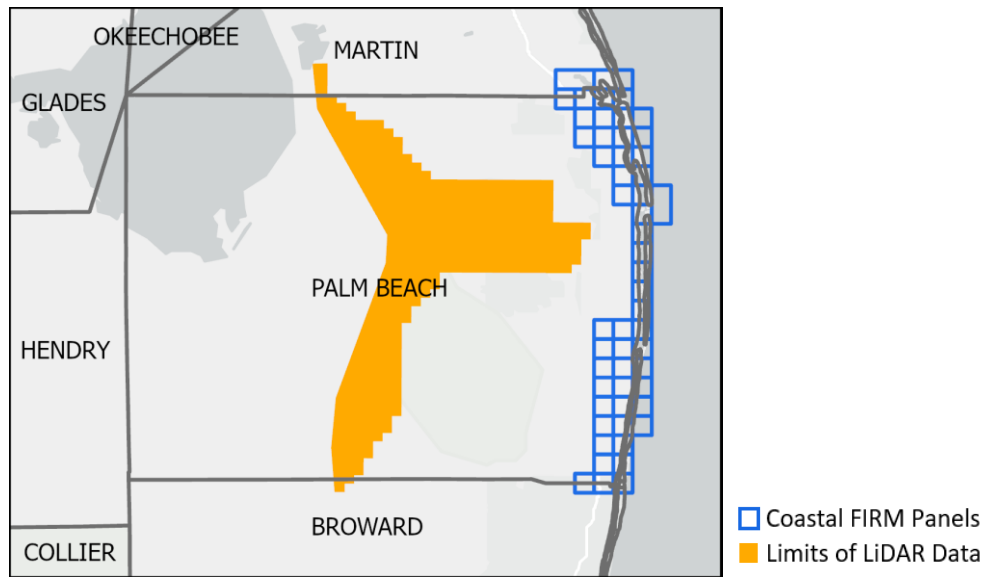 OKEECHOBEE
MARTIN
GLADES
PALM BEACH
HENDRY
BROWARD
COLLIER
Coastal FIRM Panels
Limits of LiDAR Data